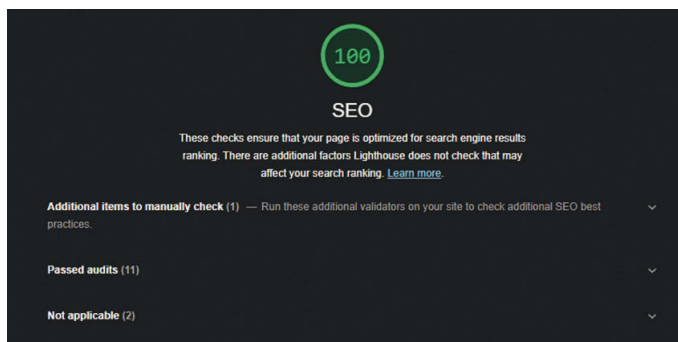 100
SEO
These checks ensure that your page is optimized for search engine results
ranking. There are additional factors Lighthouse does not check that may
affect your search ranking. Learn more.
Additional items to manually check (1) — Run these additional validators on your site to check additional SEO best
practices.
Passed audits (11)
Not applicable (2)